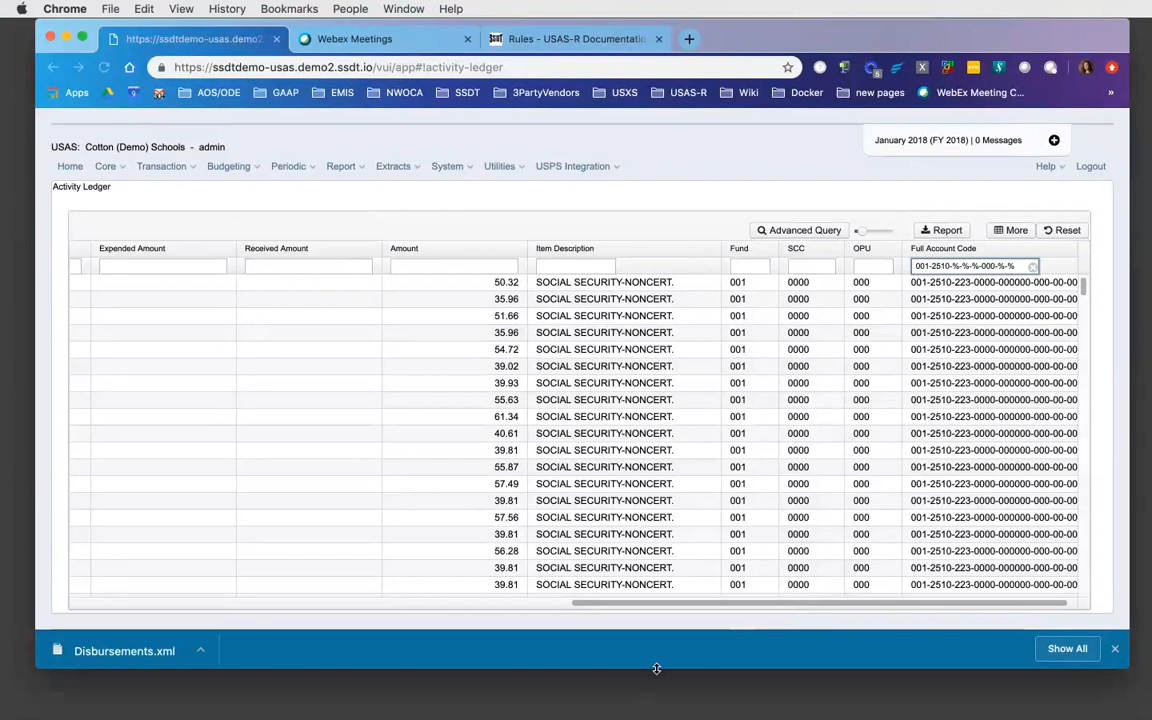 Chrome File Edit View History Bookmarks People Window Help
https://ssdtdemo-usas.demo2 Webex Meetings SSDT Rules - USAS-R Documentatio
https://ssdtdemo-usas.demo2.ssdt.io/vui/app#!activity-ledger
Apps AOS/ODE GAAP EMIS NWOCA SSDT 3PartyVendors USXS USAS-R Wiki Docker new pages WebEx Meeting C... »
January 2018 (FY 2018) | 0 Messages
USAS: Cotton (Demo) Schools - admin
Home Core Transaction Budgeting Periodic Report Extracts System Utilities USPS Integration Help Logout
Activity Ledger
Advanced Query Report More Reset
Expended Amount Received Amount Amount Item Description Fund SCC OPU Full Account Code
001-2510-%-%-%-000-%-%
50.32 SOCIAL SECURITY-NONCERT. 001 0000 000 001-2510-223-0000-000000-000-00-00
35.96 SOCIAL SECURITY-NONCERT. 001 0000 000 001-2510-223-0000-000000-000-00-00
51.66 SOCIAL SECURITY-NONCERT. 001 0000 000 001-2510-223-0000-000000-000-00-00
35.96 SOCIAL SECURITY-NONCERT. 001 0000 000 001-2510-223-0000-000000-000-00-00
54.72 SOCIAL SECURITY-NONCERT. 001 0000 000 001-2510-223-0000-000000-000-00-00
39.02 SOCIAL SECURITY-NONCERT. 001 0000 000 001-2510-223-0000-000000-000-00-00
39.93 SOCIAL SECURITY-NONCERT. 001 0000 000 001-2510-223-0000-000000-000-00-00
55.63 SOCIAL SECURITY-NONCERT. 001 0000 000 001-2510-223-0000-000000-000-00-00
61.34 SOCIAL SECURITY-NONCERT. 001 0000 000 001-2510-223-0000-000000-000-00-00
40.61 SOCIAL SECURITY-NONCERT. 001 0000 000 001-2510-223-0000-000000-000-00-00
39.81 SOCIAL SECURITY-NONCERT. 001 0000 000 001-2510-223-0000-000000-000-00-00
55.87 SOCIAL SECURITY-NONCERT. 001 0000 000 001-2510-223-0000-000000-000-00-00
57.49 SOCIAL SECURITY-NONCERT. 001 0000 000 001-2510-223-0000-000000-000-00-00
39.81 SOCIAL SECURITY-NONCERT. 001 0000 000 001-2510-223-0000-000000-000-00-00
57.56 SOCIAL SECURITY-NONCERT. 001 0000 000 001-2510-223-0000-000000-000-00-00
39.81 SOCIAL SECURITY-NONCERT. 001 0000 000 001-2510-223-0000-000000-000-00-00
56.28 SOCIAL SECURITY-NONCERT. 001 0000 000 001-2510-223-0000-000000-000-00-00
39.81 SOCIAL SECURITY-NONCERT. 001 0000 000 001-2510-223-0000-000000-000-00-00
39.81 SOCIAL SECURITY-NONCERT. 001 0000 000 001-2510-223-0000-000000-000-00-00
Disbursements.xml Show All